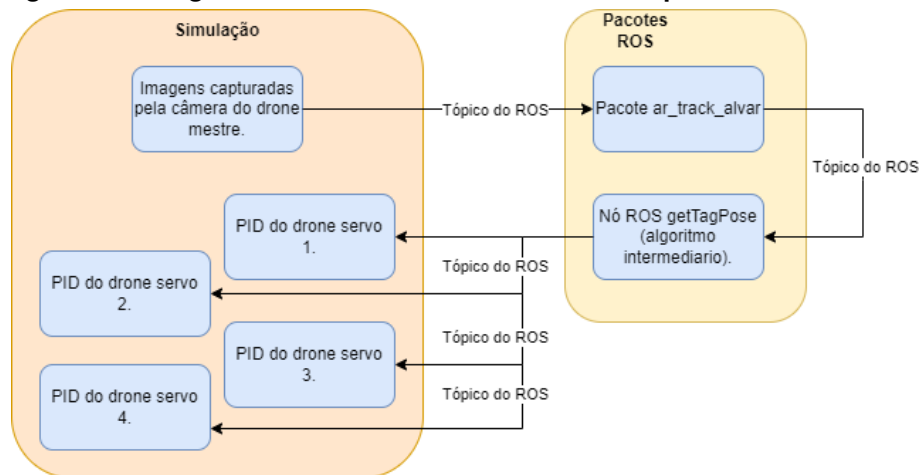 Simulação
Pacotes
ROS
Imagens capturadas
pela câmera do drone
mestre.
Tópico do ROS
Pacote ar_track_alvar
Tópico do ROS
Nó ROS getTagPose
(algoritmo
intermediario).
PID do drone servo
1.
Tópico do ROS
PID do drone servo
2.
Tópico do ROS
PID do drone servo
3.
Tópico do ROS
PID do drone servo
4.